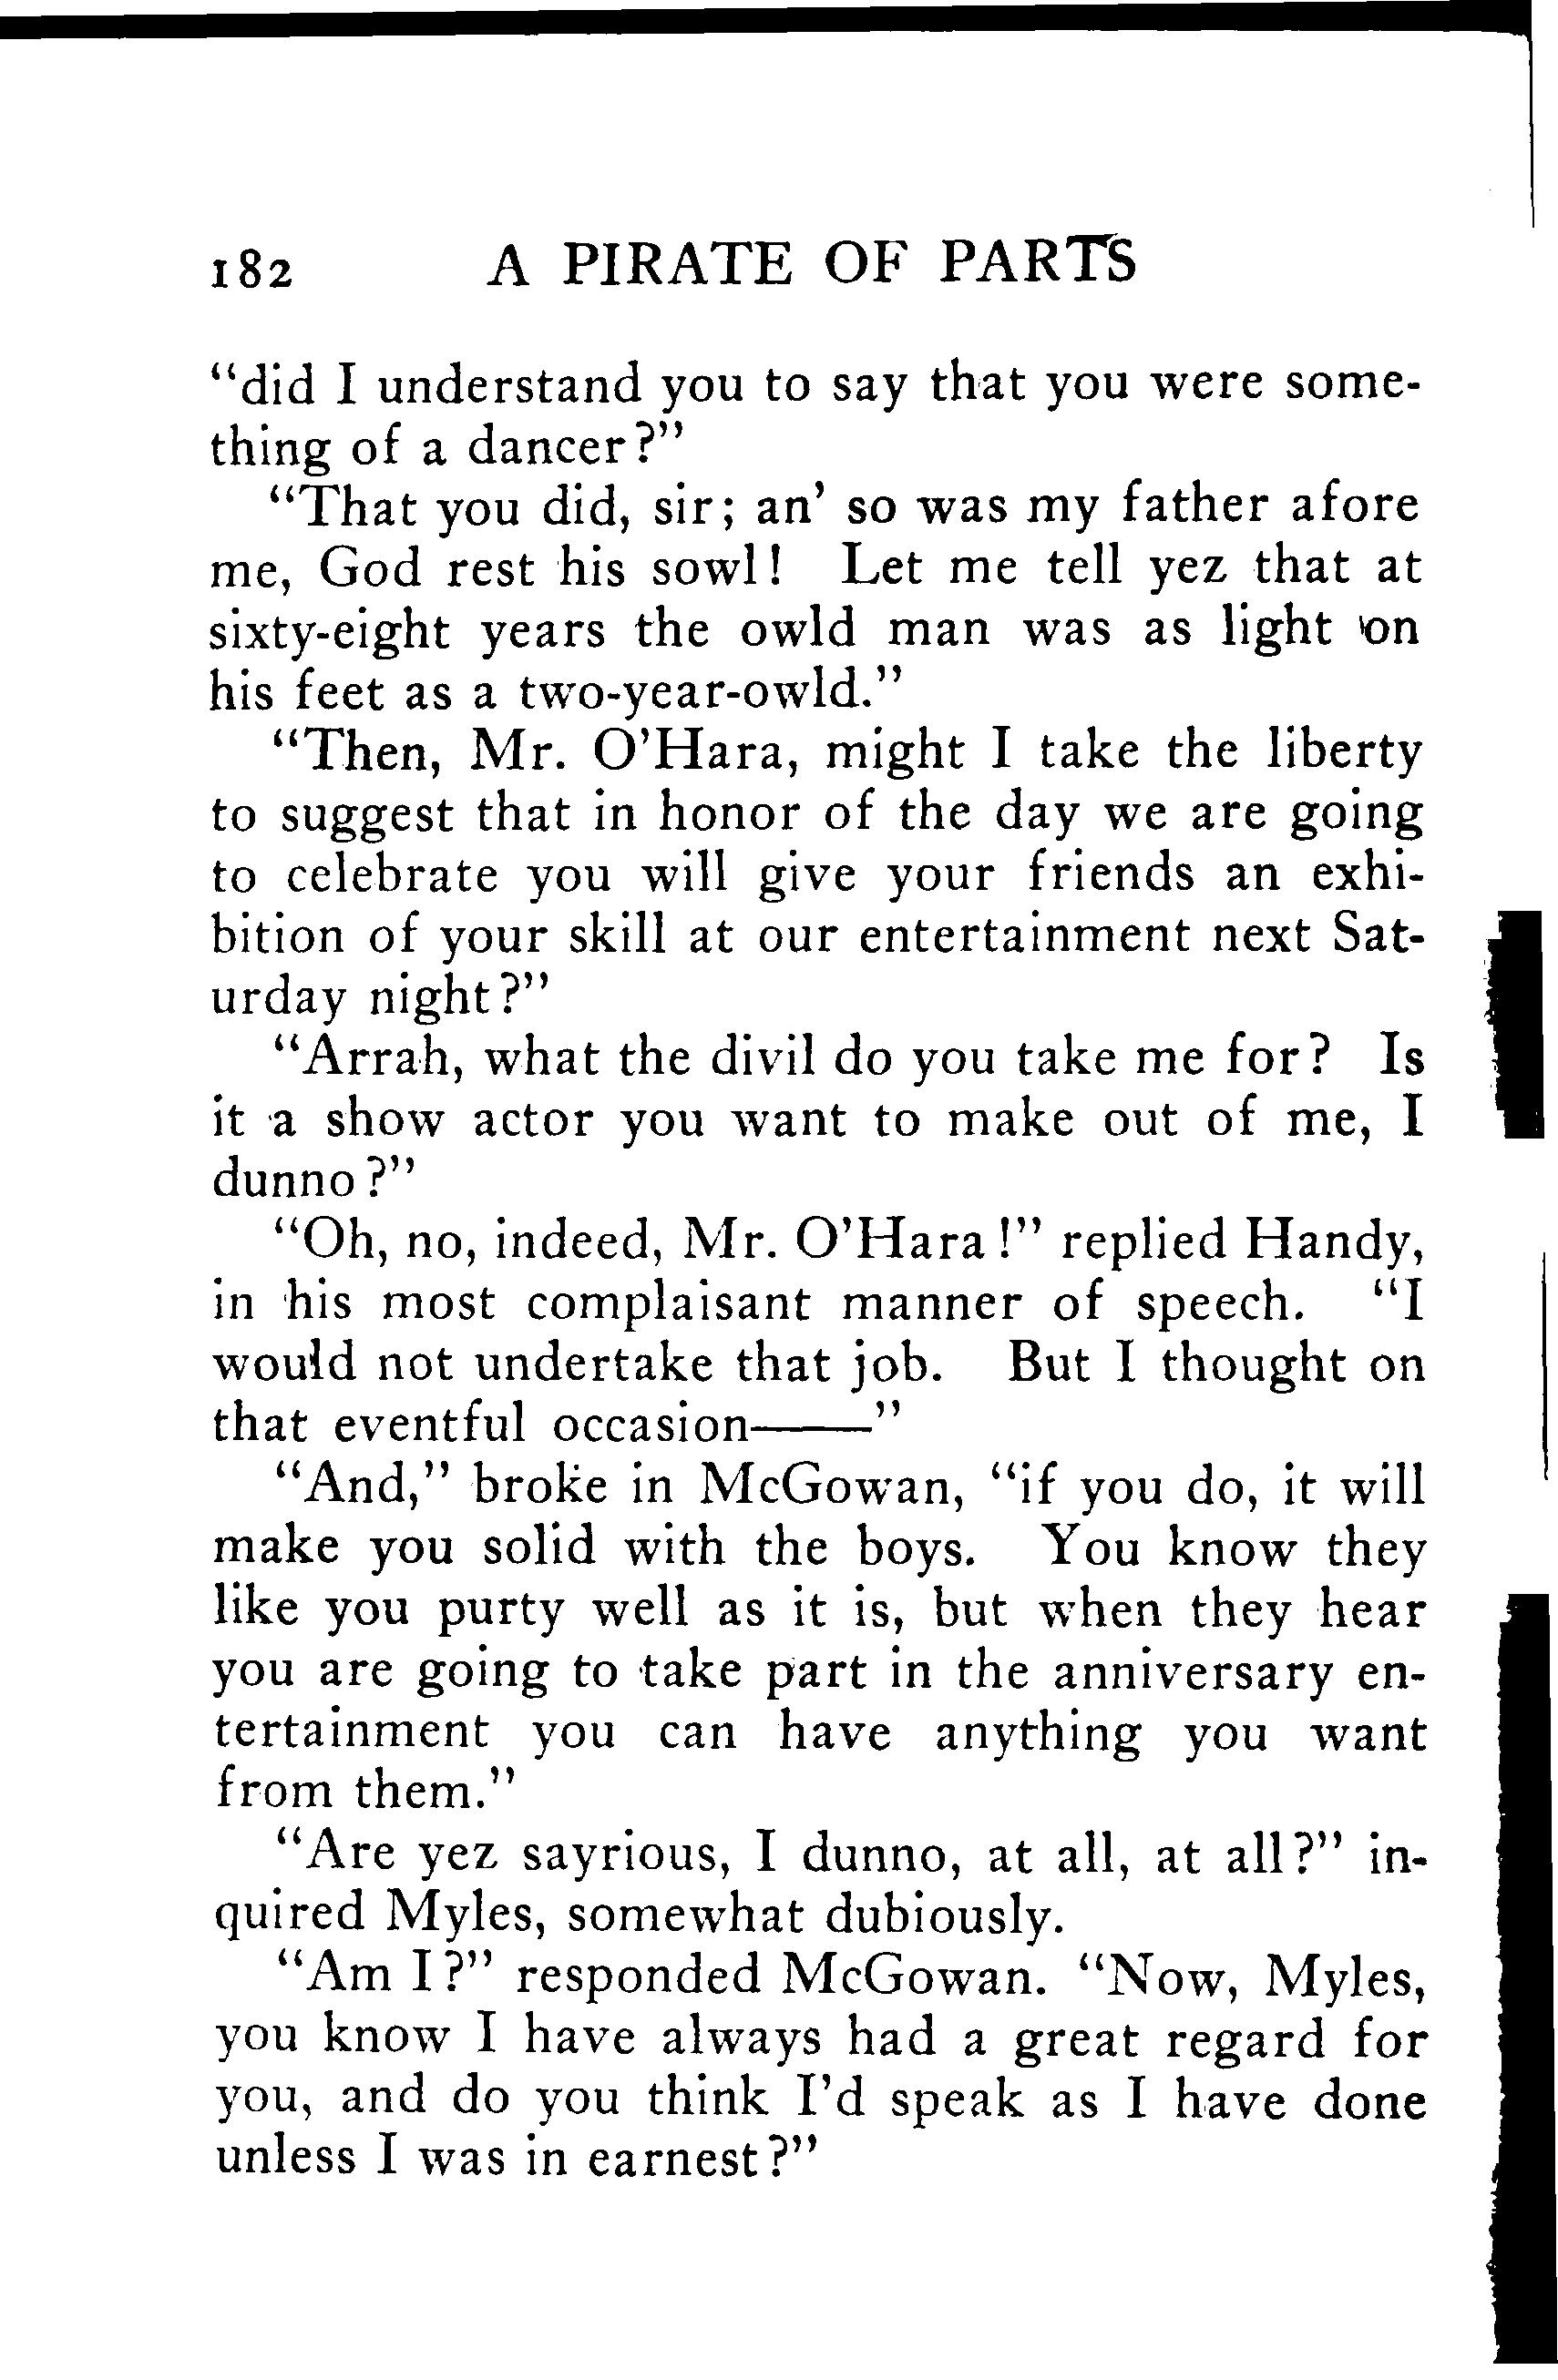 182 A PIRATE OF PARTS
"did I understand you to say that you were some-
thing of a dancer?"
"That you did, sir; an' so was my father afore
me, God rest his sowl! Let me tell yez that at
sixty-eight years the owld man was as light on
his feet as a two-year-owld."
"Then, Mr. O'Hara, might I take the liberty
to suggest that in honor of the day we are going
to celebrate you will give your friends an exhi-
bition of your skill at our entertainment next Sat-
urday night?"
"Arrah, what the divil do you take me for? Is
it a show actor you want to make out of me, I
dunno?"
"Oh, no, indeed, Mr. O'Hara!" replied Handy,
in his most complaisant manner of speech. "I
would not undertake that job. But I thought on
that eventful occasion——"
"And," broke in McGowan, "if you do, it will
make you solid with the boys. You know they
like you purty well as it is, but when they hear
you are going to take part in the anniversary en-
tertainment you can have anything you want
from them."
"Are yez sayrious, I dunno, at all, at all?" in-
quired Myles, somewhat dubiously.
"Am I?" responded McGowan. "Now, Myles,
you know I have always had a great regard for
you, and do you think I'd speak as I have done
unless I was in earnest?"